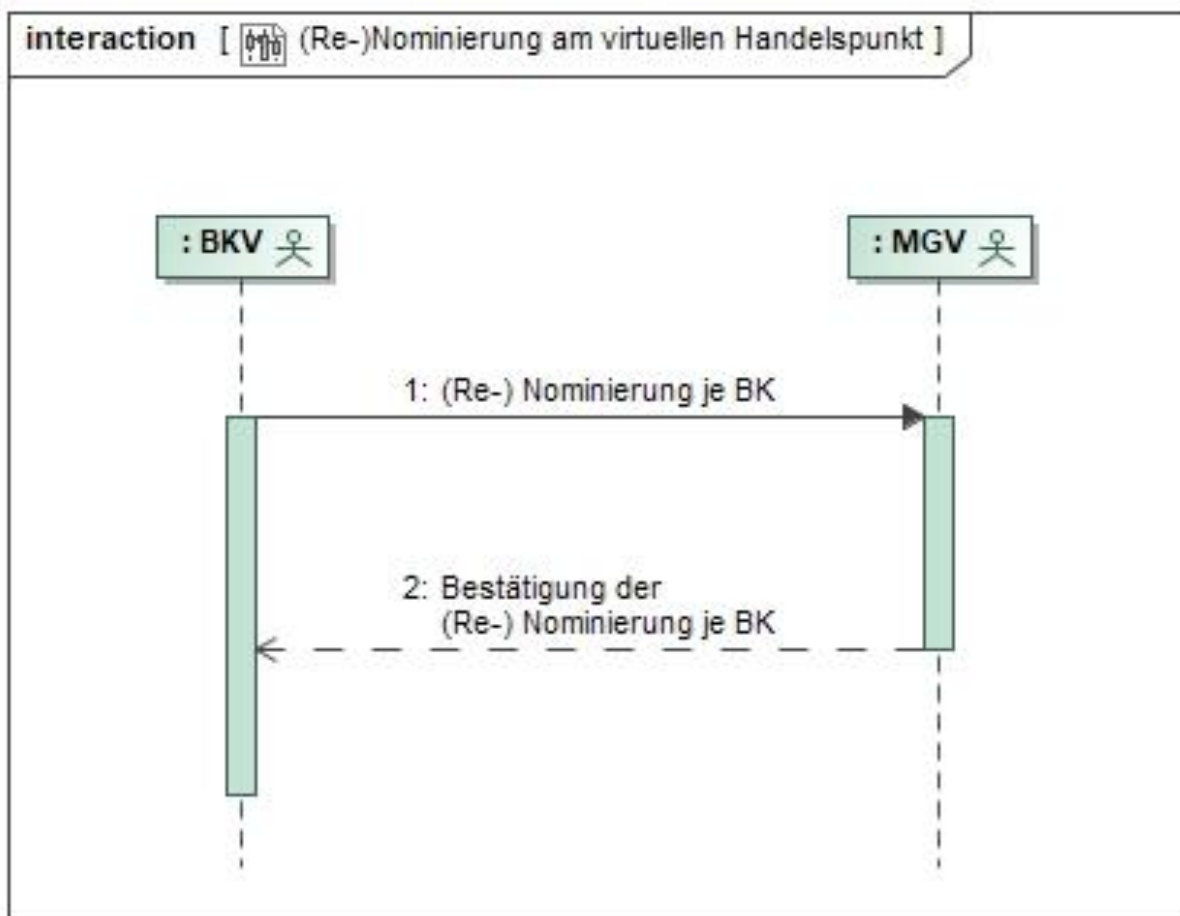 interaction [ (Re-)Nominierung am virtuellen Handelspunkt ]
: BKV
: MGV
1: (Re-) Nominierung je BK
2: Bestätigung der
(Re-) Nominierung je BK